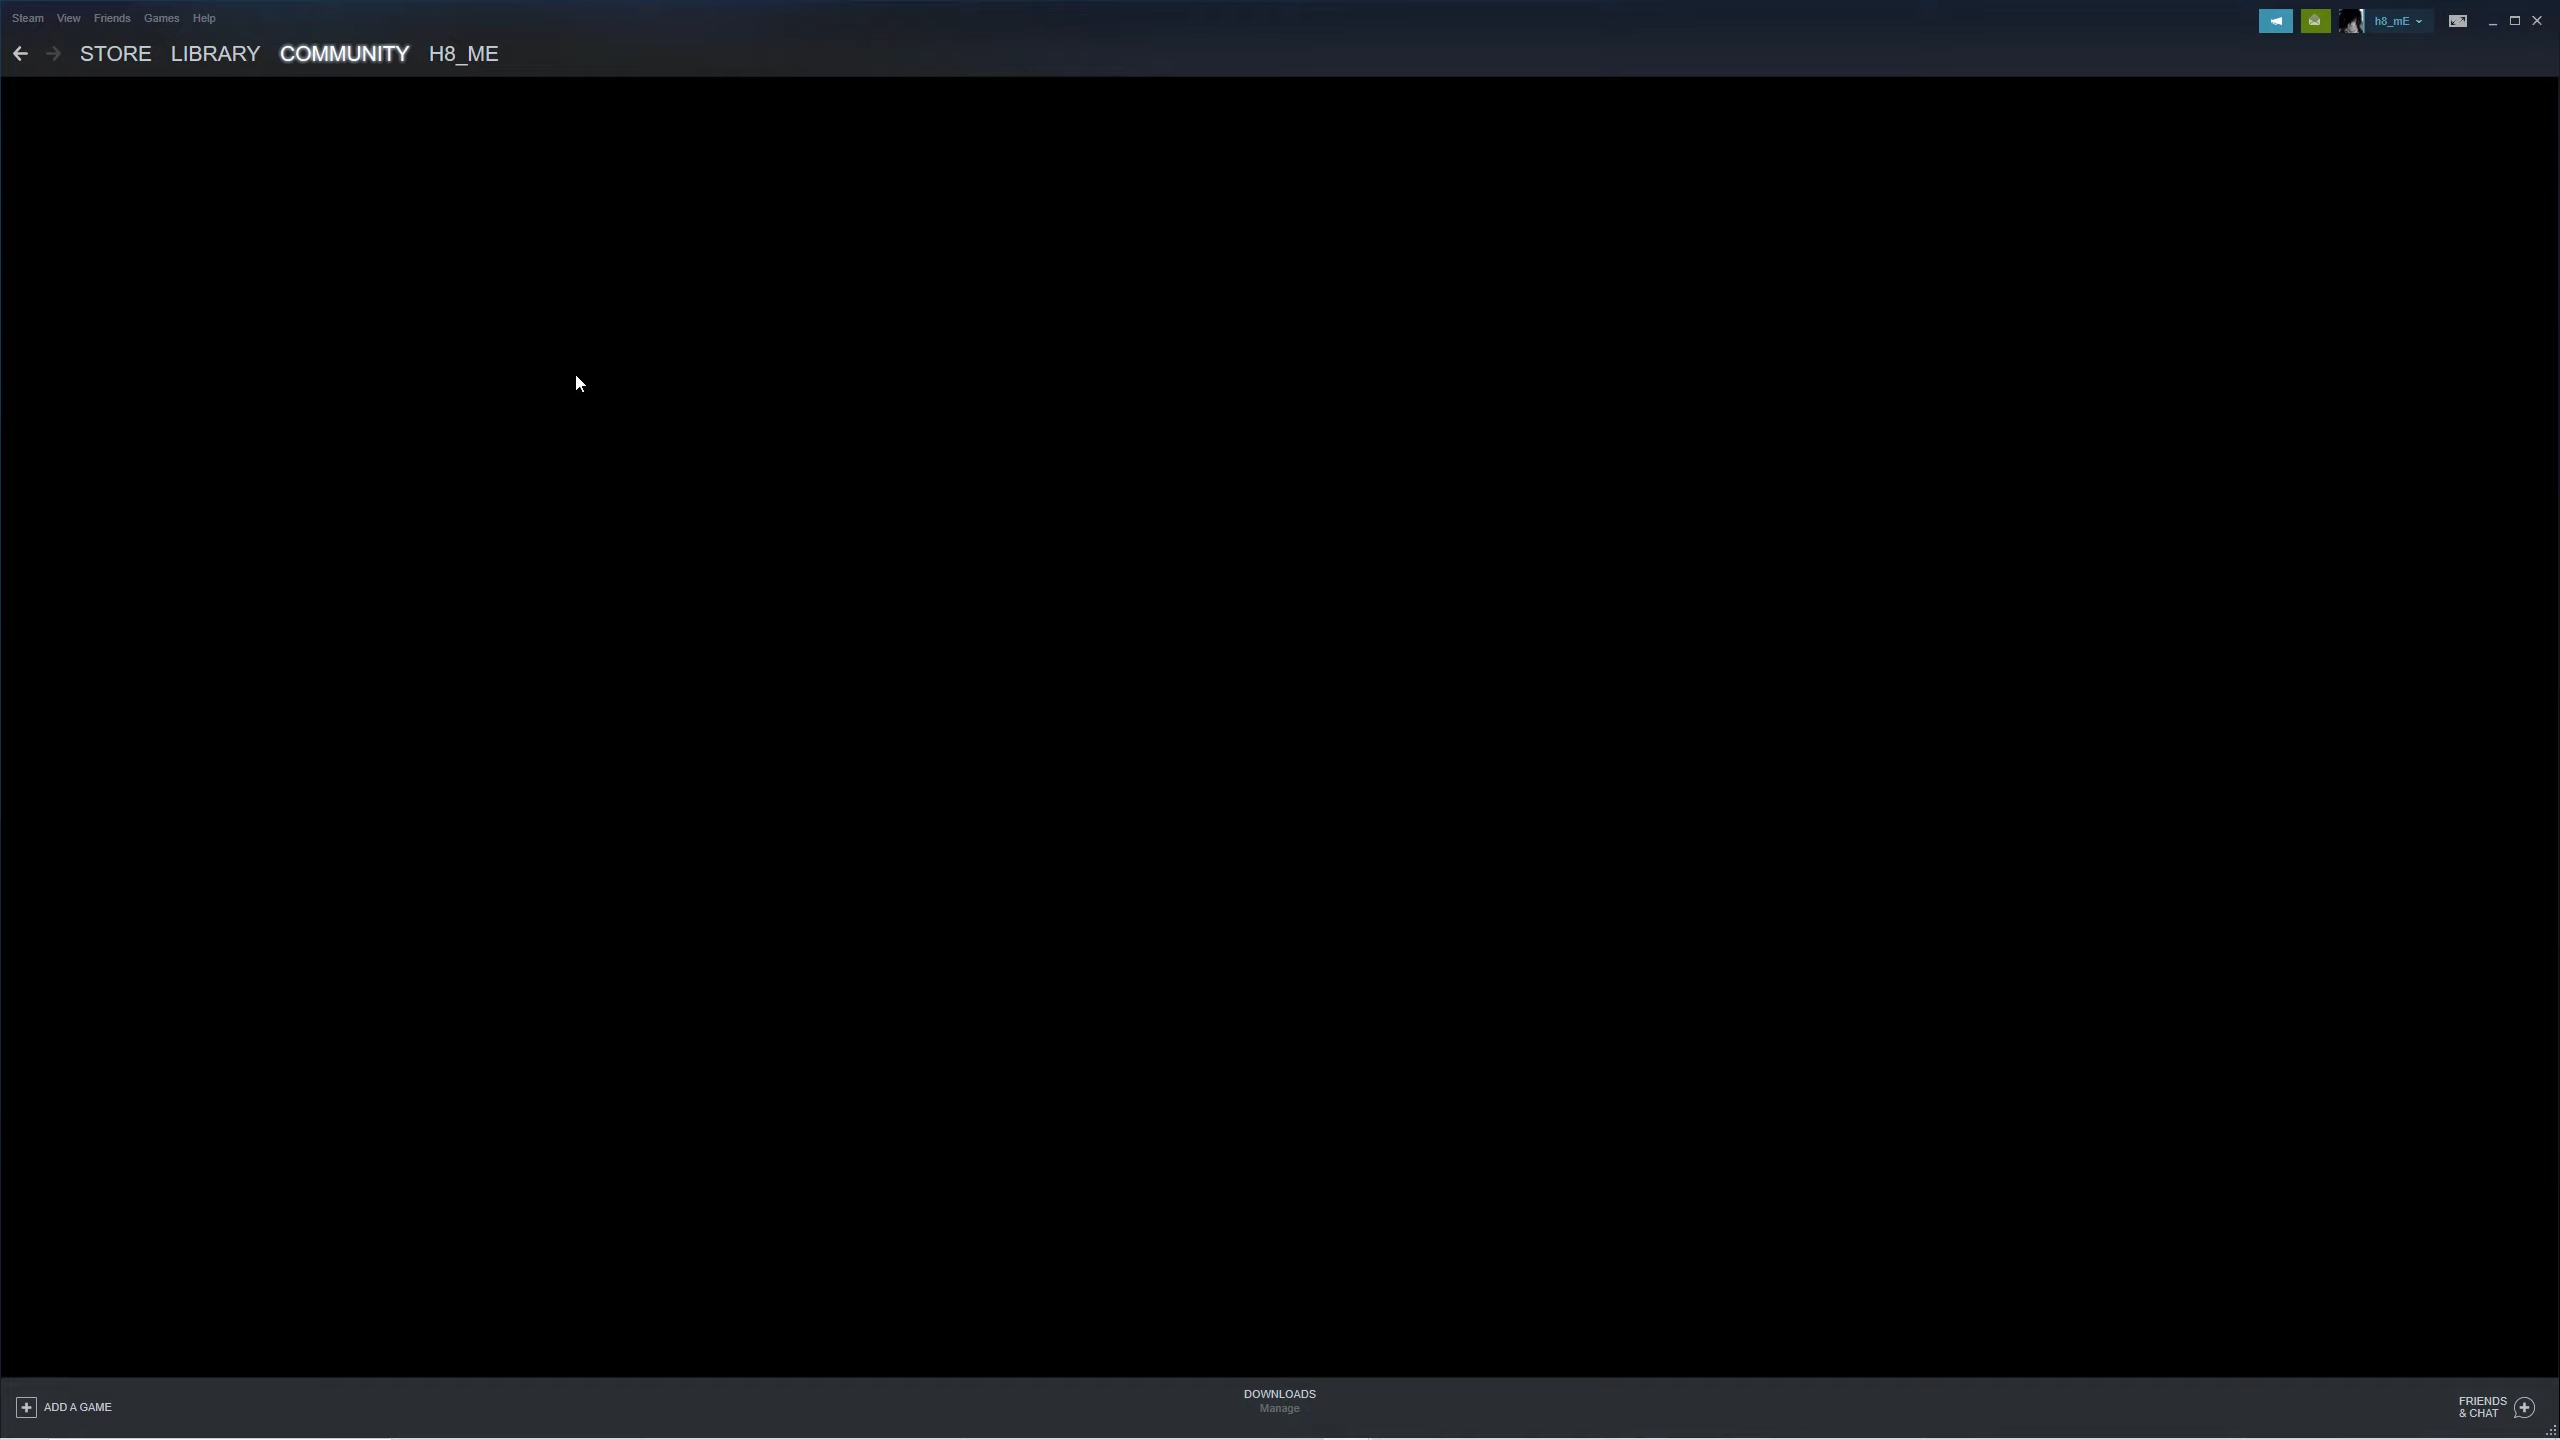 Steam View Friends Games Help
h8_mE
STORE LIBRARY COMMUNITY H8_ME
ADD A GAME
DOWNLOADS
Manage
FRIENDS
& CHAT